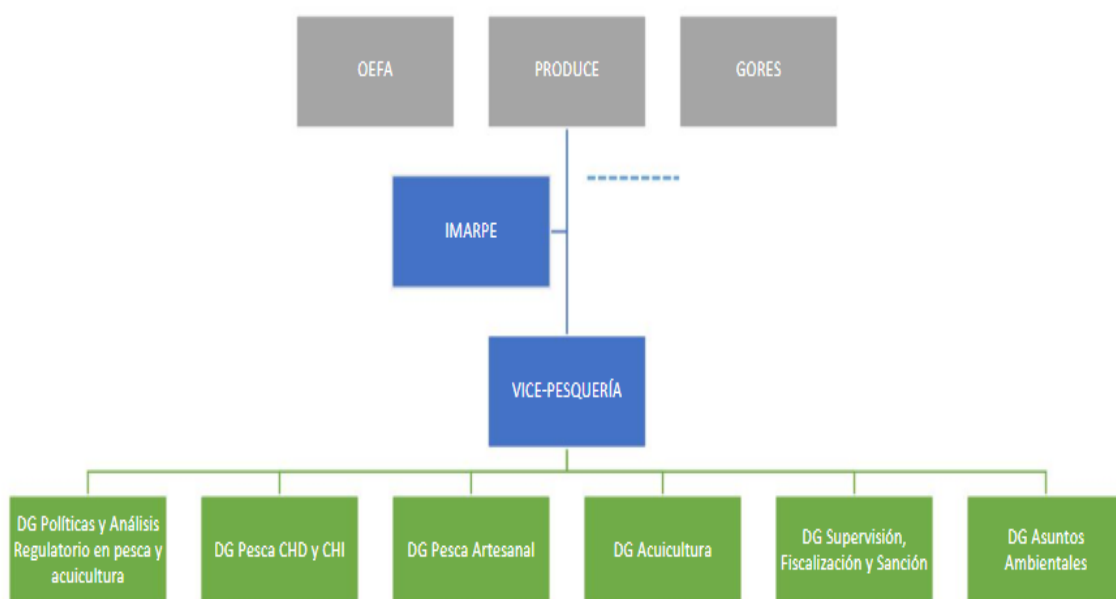 OEFA
PRODUCE
GORES
IMARPE
VICE-PESQUERÍA
DG Políticas y Análisis
Regulatorio en pesca y
acuicultura
DG Pesca CHD y CHI
DG Pesca Artesanal
DG Acuicultura
DG Supervisión,
Fiscalización y Sanción
DG Asuntos
Ambientales